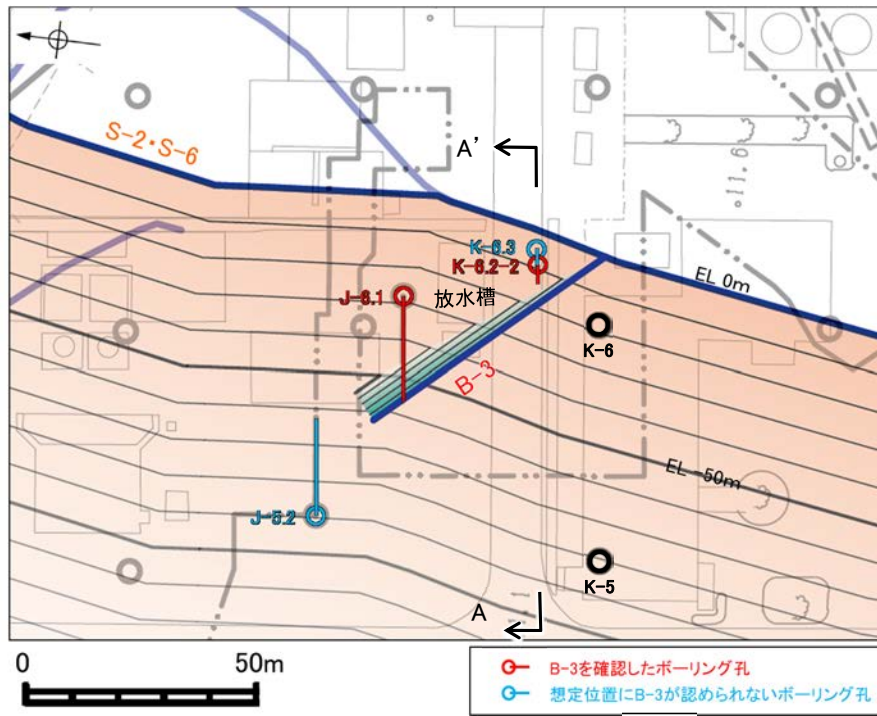 S-2・S-6
A'
11.6
K-6.3
K-6.2-2
EL 0m
J-6.1
放水槽
K-6
B-3
EL-50m
J-5.2
K-5
A
0 50m
B-3を確認したボーリング孔
想定位置にB-3が認められないボーリング孔